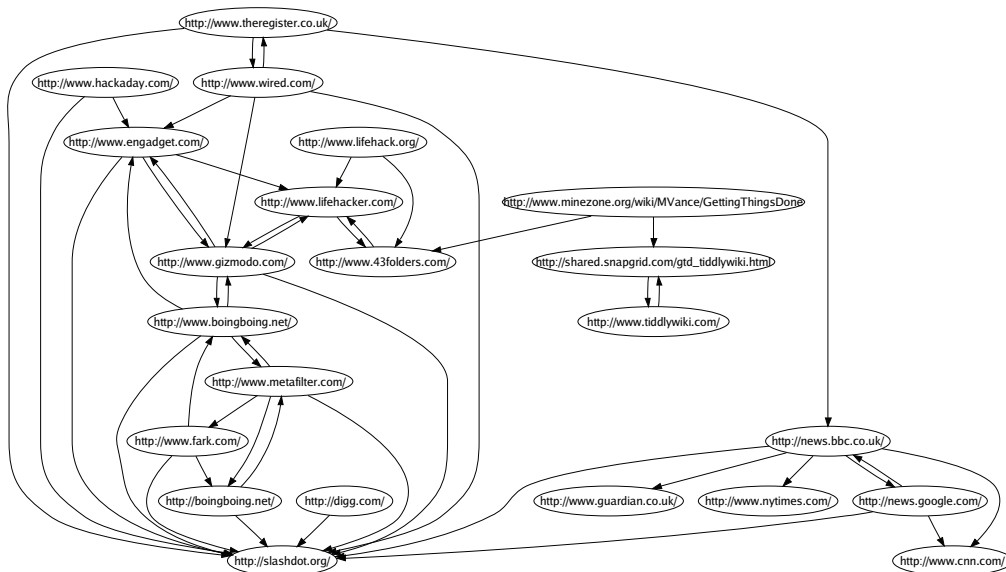 http://www.theregister.co.uk/
http://www.hackaday.com/
http://www.wired.com/
http://www.engadget.com/
http://www.lifehack.org/
http://www.lifehacker.com/
http://www.minezone.org/wiki/MVance/GettingThingsDone
http://www.gizmodo.com/
http://www.43folders.com/
http://shared.snapgrid.com/gtd_tiddlywiki.html
http://www.boingboing.net/
http://www.tiddlywiki.com/
http://www.metafilter.com/
http://www.fark.com/
http://news.bbc.co.uk/
http://boingboing.net/
http://digg.com/
http://www.guardian.co.uk/
http://www.nytimes.com/
http://news.google.com/
http://slashdot.org/
http://www.cnn.com/